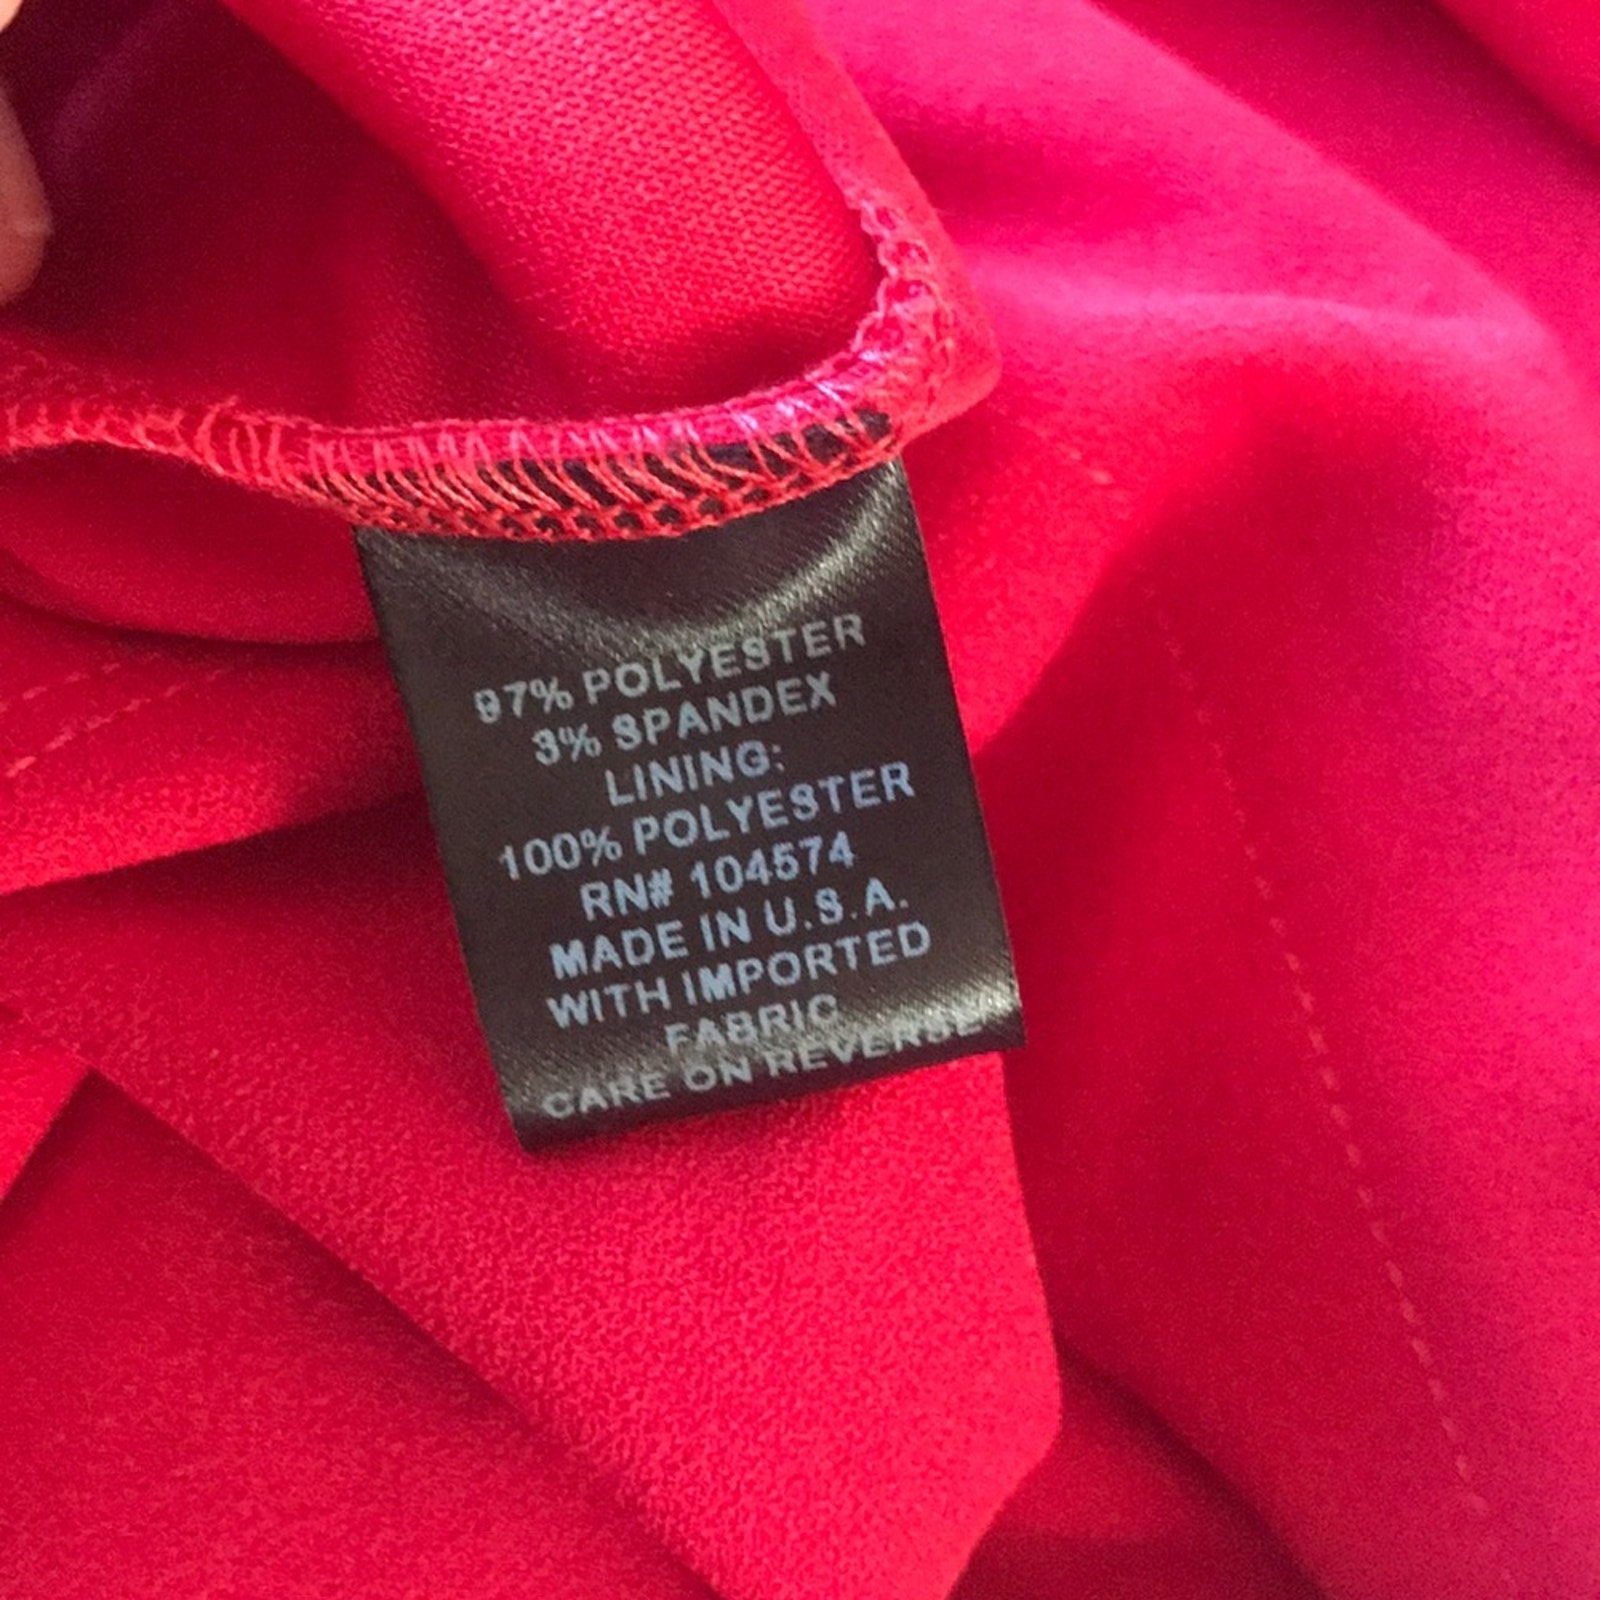 97% POLYESTER
3% SPANDEX
LINING:
100% POLYESTER
RN# 104574
MADE IN U.S.A.
WITH IMPORTED
FABRIC
CARE ON REVERSE